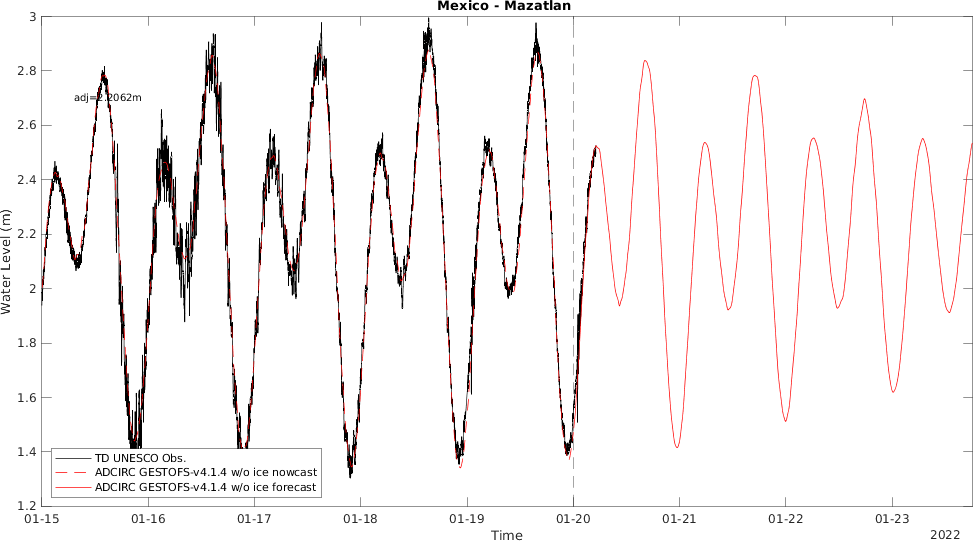 Mexico - Mazatlan
3
2.8
2.6
2.4
2.2
2
1.8
1.6
1.4
1.2
Water Level (m)
adj=2.2062m
TD UNESCO Obs.
ADCIRC GESTOFS-v4.1.4 w/o ice nowcast
ADCIRC GESTOFS-v4.1.4 w/o ice forecast
01-15 01-16 01-17 01-18 01-19 01-20 01-21 01-22 01-23
Time
2022